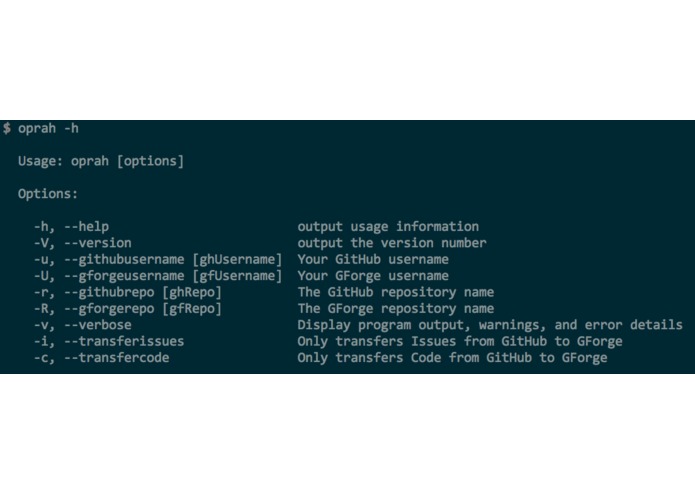 $ oprah -h
Usage: oprah [options]
Options:
-h, --help output usage information
-V, --version output the version number
-u, --githubusername [ghUsername] Your GitHub username
-U, --gforgeusername [gfUsername] Your GForge username
-r, --githubrepo [ghRepo] The GitHub repository name
-R, --gforgerepo [gfRepo] The GForge repository name
-v, --verbose Display program output, warnings, and error details
-i, --transferissues Only transfers Issues from GitHub to GForge
-c, --transfercode Only transfers Code from GitHub to GForge